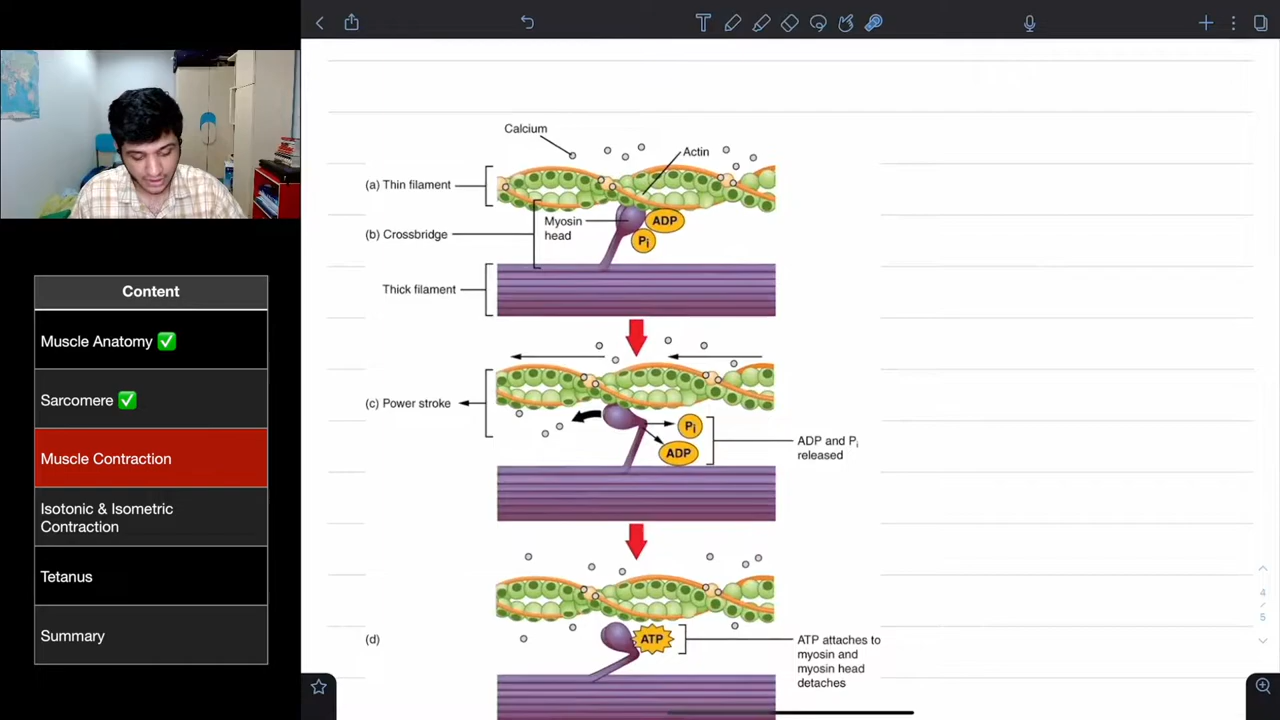 Content
Muscle Anatomy ✅
Sarcomere ✅
Muscle Contraction
Isotonic & Isometric
Contraction
Tetanus
Summary
T
Calcium
Actin
(a) Thin filament
Myosin
head
ADP
Pi
(b) Crossbridge
Thick filament
(c) Power stroke
Pi
ADP
ADP and Pi
released
(d)
ATP
ATP attaches to
myosin and
myosin head
detaches
4
/
5